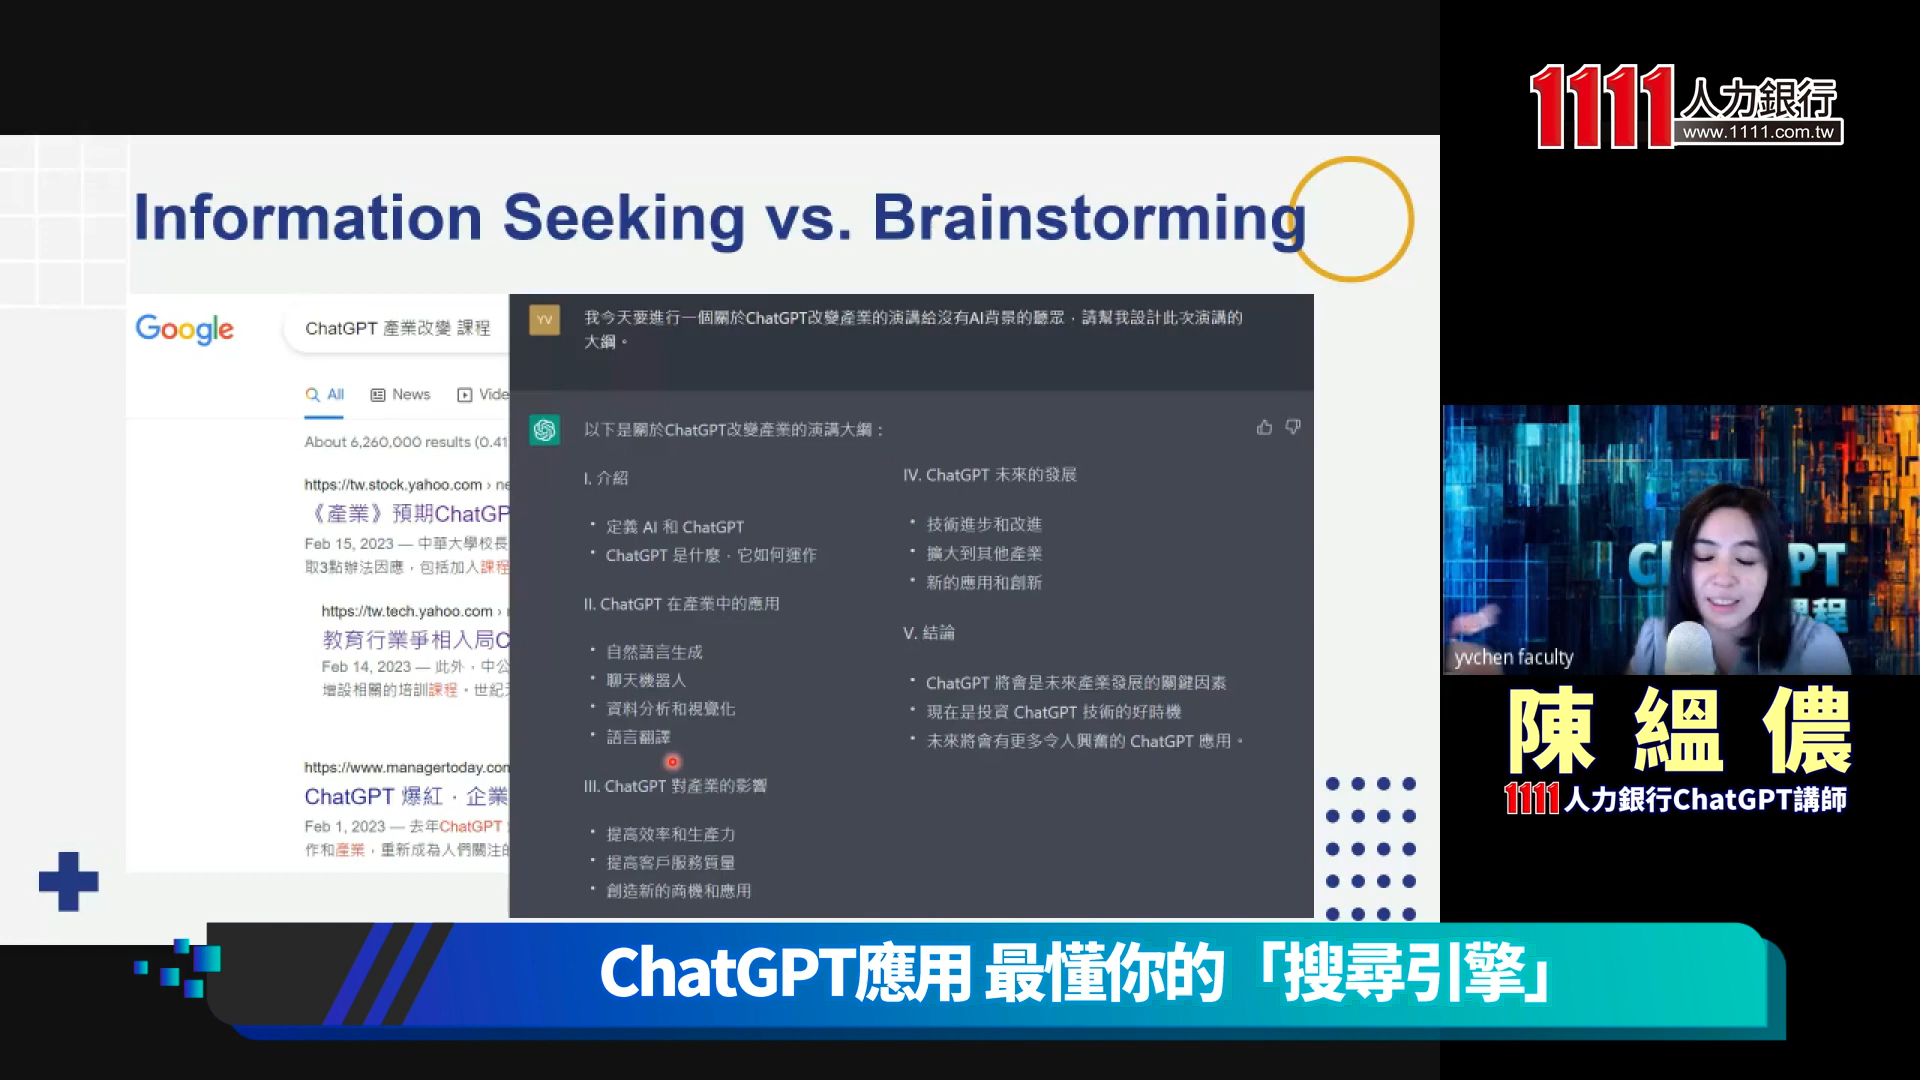 1111人力銀行
www.1111.com.tw
Information Seeking vs. Brainstorming
Google
ChatGPT 產業改變 課程
All News Vide
About 6,260,000 results (0.41
https://tw.stock.yahoo.com › ne
《產業》預期ChatGP
Feb 15, 2023 — 中華大學校長
取3點辦法因應，包括加入課程
https://tw.tech.yahoo.com ›
教育行業爭相入局C
Feb 14, 2023 — 此外，中公
增設相關的培訓課程。世紀
https://www.managertoday.com
ChatGPT 爆紅，企業
Feb 1, 2023 — 去年ChatGPT
作和產業，重新成為人們關注的
YV
我今天要進行一個關於ChatGPT改變產業的演講給沒有AI背景的聽眾，請幫我設計此次演講的
大綱。
以下是關於ChatGPT改變產業的演講大綱：
I. 介紹
• 定義 AI 和 ChatGPT
• ChatGPT 是什麼，它如何運作
II. ChatGPT 在產業中的應用
• 自然語言生成
• 聊天機器人
• 資料分析和視覺化
• 語言翻譯
III. ChatGPT 對產業的影響
• 提高效率和生產力
• 提高客戶服務質量
• 創造新的商機和應用
IV. ChatGPT 未來的發展
• 技術進步和改進
• 擴大到其他產業
• 新的應用和創新
V. 結論
• ChatGPT 將會是未來產業發展的關鍵因素
• 現在是投資 ChatGPT 技術的好時機
• 未來將會有更多令人興奮的 ChatGPT 應用。
yvchen faculty
陳縕儂
1111人力銀行ChatGPT講師
ChatGPT應用 最懂你的「搜尋引擎」